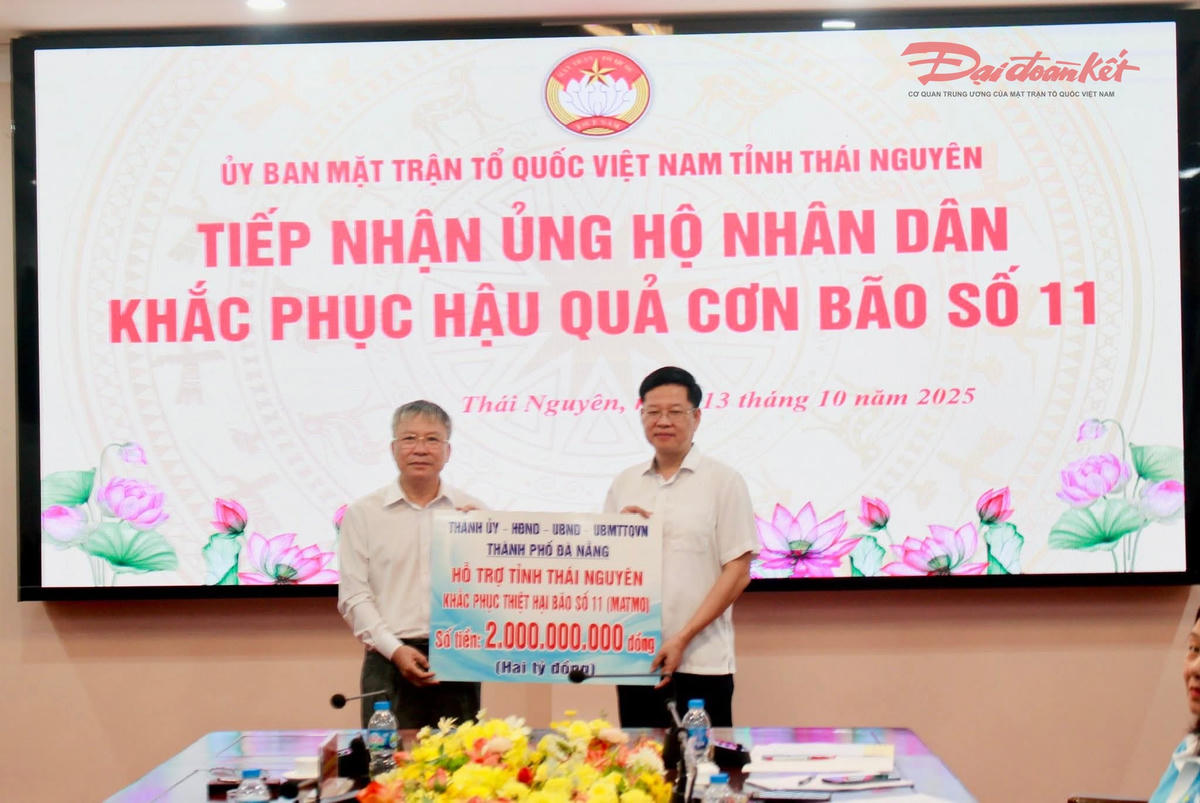 Đại đoàn kết
CƠ QUAN TRUNG ƯƠNG CỦA MẶT TRẬN TỔ QUỐC VIỆT NAM
ỦY BAN MẶT TRẬN TỔ QUỐC VIỆT NAM TỈNH THÁI NGUYÊN
TIẾP NHẬN ỦNG HỘ NHÂN DÂN
KHẮC PHỤC HẬU QUẢ CƠN BÃO SỐ 11
Thái Nguyên, 13 tháng 10 năm 2025
THÀNH ỦY - HĐND - UBND - UBMTTQVN
THÀNH PHỐ ĐÀ NẴNG
HỖ TRỢ TỈNH THÁI NGUYÊN
KHẮC PHỤC THIỆT HẠI BÃO SỐ 11 (MATMO)
Số tiền: 2.000.000.000 đồng
(Hai tỷ đồng)